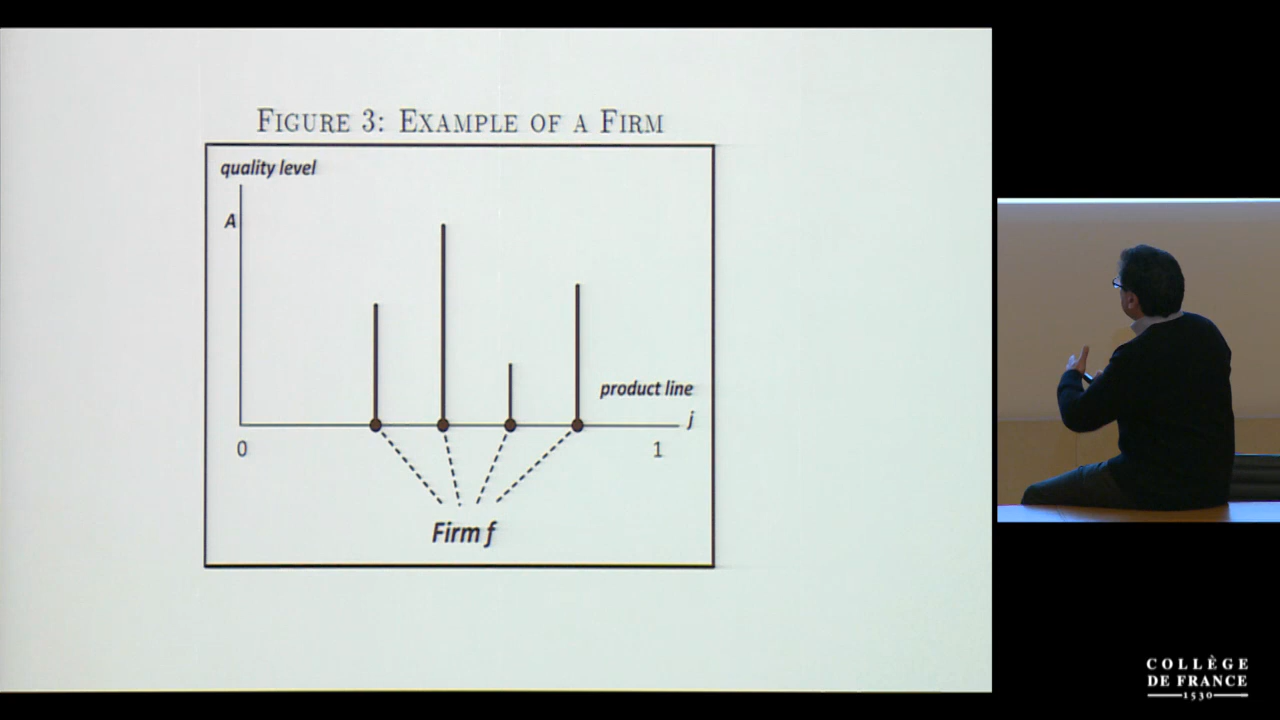 FIGURE 3: EXAMPLE OF A FIRM
quality level
A
product line
j
0
1
Firm f
COLLÈGE
DE FRANCE
1530